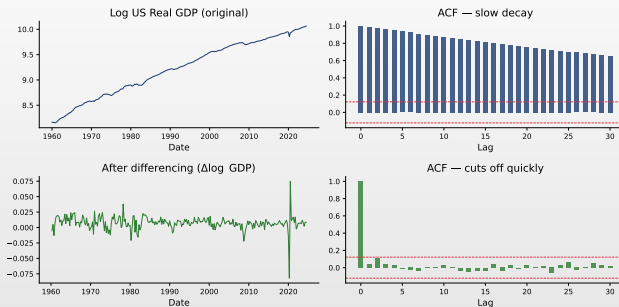 Log US Real GDP (original)
10.0
9.5
9.0
8.5
1960 1970 1980 1990 2000 2010 2020
Date
ACF — slow decay
1.0
0.8
0.6
0.4
0.2
0.0
0 5 10 15 20 25 30
Lag
After differencing (Δlog GDP)
0.075
0.050
0.025
0.000
−0.025
−0.050
−0.075
1960 1970 1980 1990 2000 2010 2020
Date
ACF — cuts off quickly
1.0
0.8
0.6
0.4
0.2
0.0
0 5 10 15 20 25 30
Lag